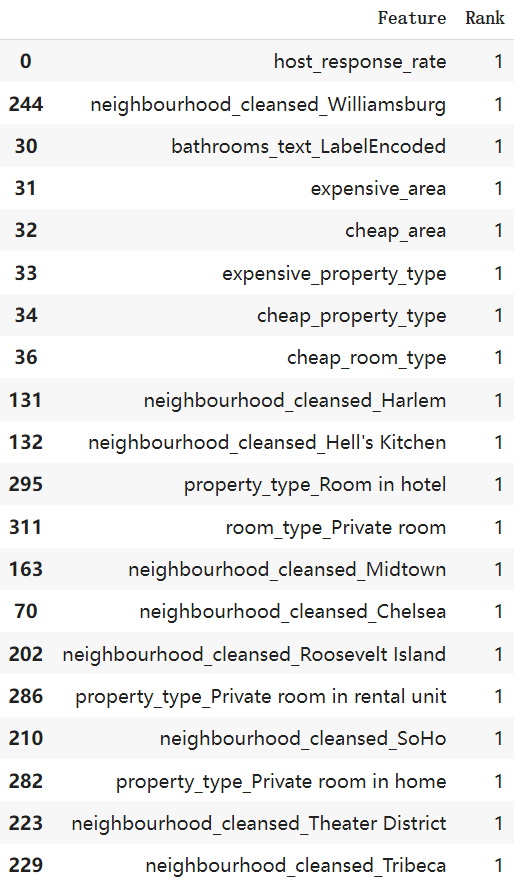 Feature Rank
0 host_response_rate 1
244 neighbourhood_cleansed_Williamsburg 1
30 bathrooms_text_LabelEncoded 1
31 expensive_area 1
32 cheap_area 1
33 expensive_property_type 1
34 cheap_property_type 1
36 cheap_room_type 1
131 neighbourhood_cleansed_Harlem 1
132 neighbourhood_cleansed_Hell's Kitchen 1
295 property_type_Room in hotel 1
311 room_type_Private room 1
163 neighbourhood_cleansed_Midtown 1
70 neighbourhood_cleansed_Chelsea 1
202 neighbourhood_cleansed_Roosevelt Island 1
286 property_type_Private room in rental unit 1
210 neighbourhood_cleansed_SoHo 1
282 property_type_Private room in home 1
223 neighbourhood_cleansed_Theater District 1
229 neighbourhood_cleansed_Tribeca 1